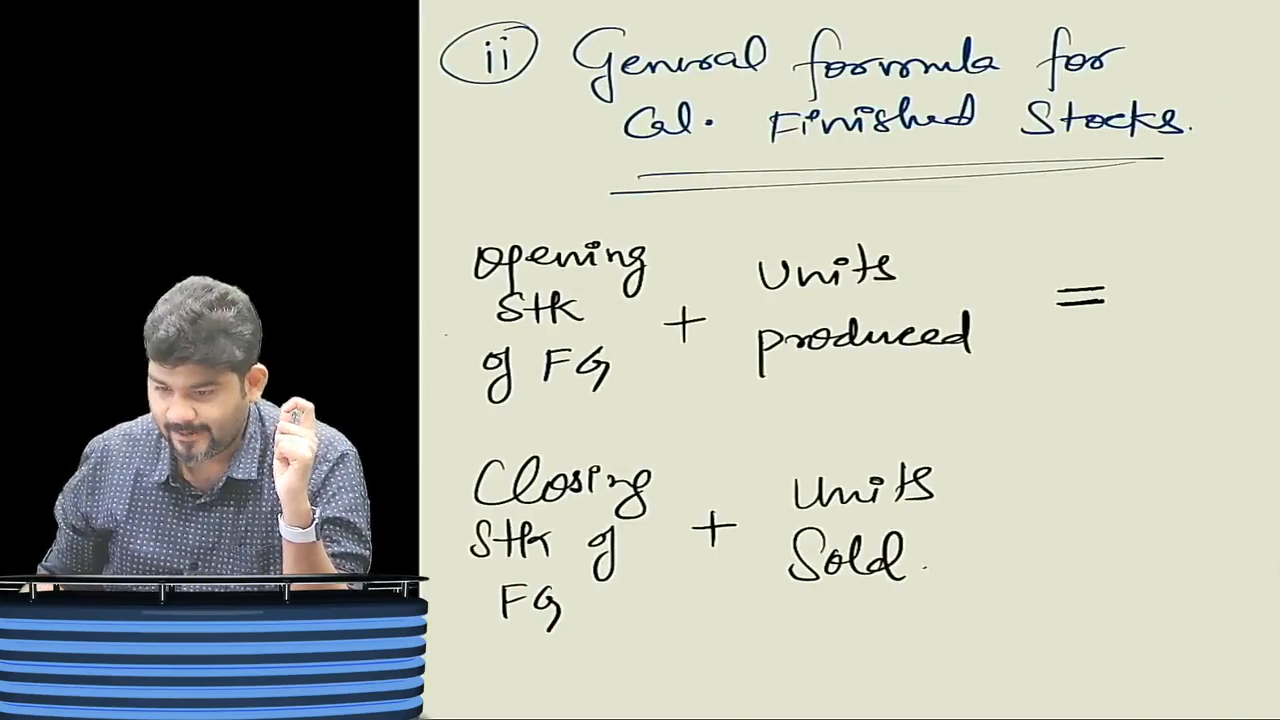 ii General formula for
Cal. Finished Stocks.
Opening
Stk
of FG
+
Units
produced
=
Closing
Stk of
FG
+
Units
Sold.